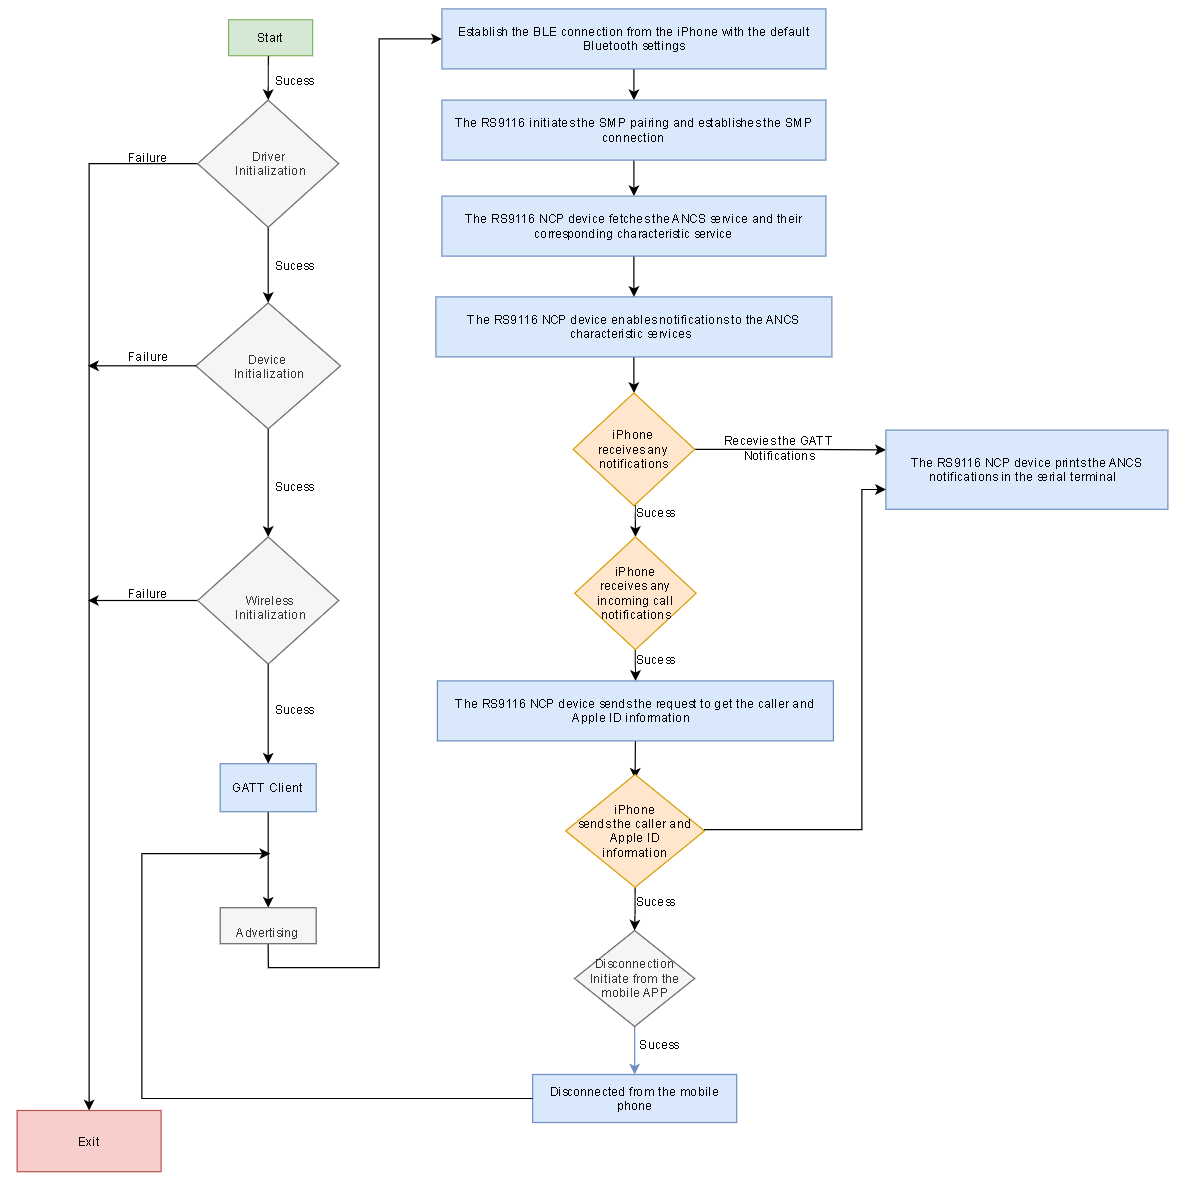 Start
Sucess
Driver
Initialization
Failure
Sucess
Device
Initialization
Failure
Sucess
Wireless
Initialization
Failure
Sucess
GATT Client
Advertising
Exit
Establish the BLE connection from the iPhone with the default
Bluetooth settings
The RS9116 initiates the SMP pairing and establishes the SMP
connection
The RS9116 NCP device fetches the ANCS service and their
corresponding characteristic service
The RS9116 NCP device enables notifications to the ANCS
characteristic services
iPhone
receives any
notifications
Recevies the GATT
Notifications
The RS9116 NCP device prints the ANCS
notifications in the serial terminal
Sucess
iPhone
receives any
incoming call
notifications
Sucess
The RS9116 NCP device sends the request to get the caller and
Apple ID information
iPhone
sends the caller and
Apple ID
information
Sucess
Disconnection
Initiate from the
mobile APP
Sucess
Disconnected from the mobile
phone